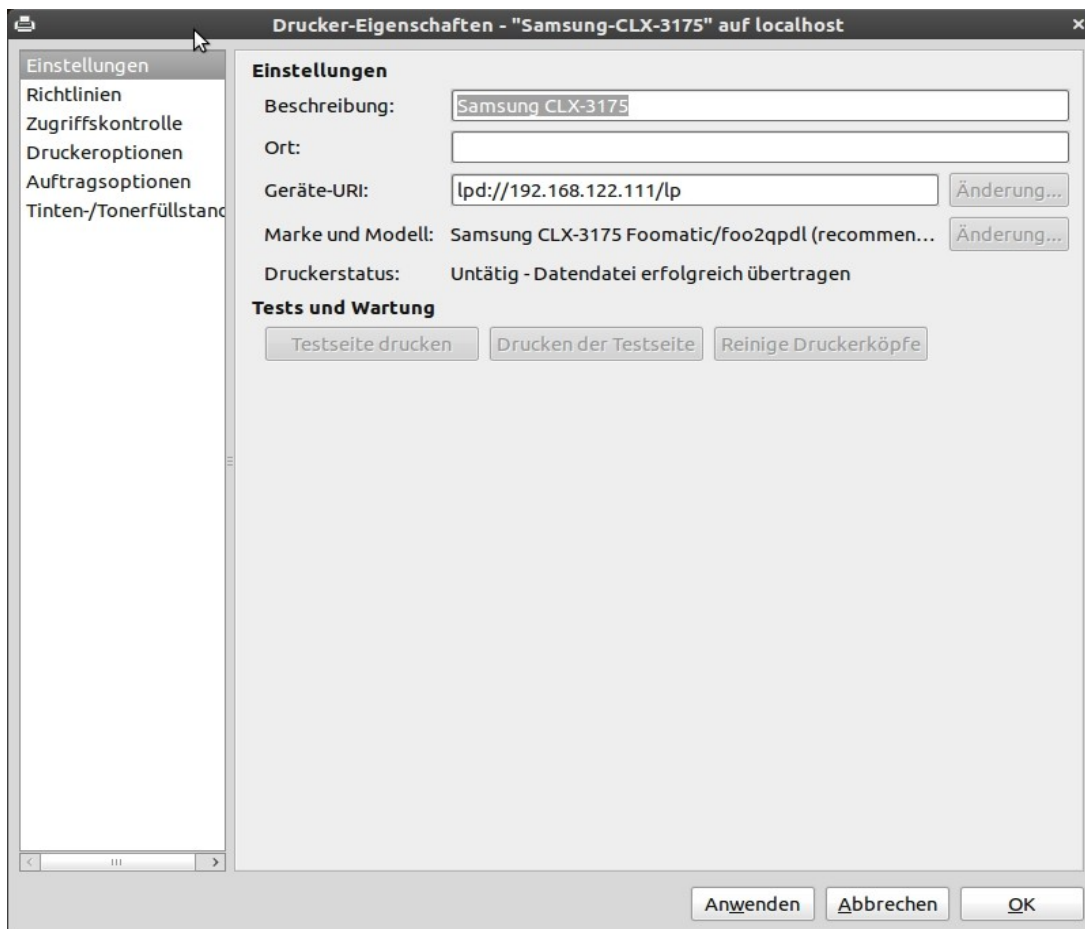 Drucker-Eigenschaften - "Samsung-CLX-3175" auf localhost
Einstellungen
Richtlinien
Zugriffskontrolle
Druckeroptionen
Auftragsoptionen
Tinten-/Tonerfüllstand
Einstellungen
Beschreibung: Samsung CLX-3175
Ort:
Geräte-URI: lpd://192.168.122.111/lp Änderung...
Marke und Modell: Samsung CLX-3175 Foomatic/foo2qpdl (recommen... Änderung...
Druckerstatus: Untätig - Datendatei erfolgreich übertragen
Tests und Wartung
Testseite drucken Drucken der Testseite Reinige Druckerköpfe
Anwenden Abbrechen OK